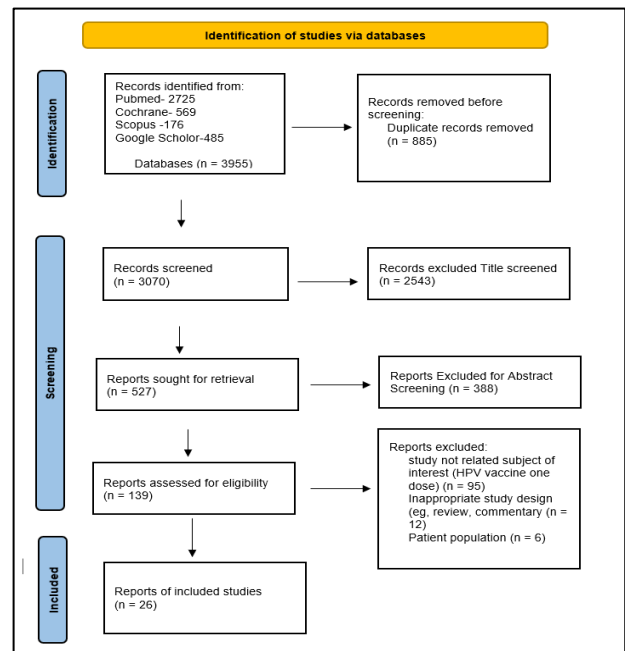 Identification of studies via databases
Identification
Records identified from:
Pubmed- 2725
Cochrane- 569
Scopus -176
Google Scholor-485
Databases (n = 3955)
Records removed before
screening:
Duplicate records removed
(n = 885)
Screening
Records screened
(n = 3070)
Records excluded Title screened
(n = 2543)
Reports sought for retrieval
(n = 527)
Reports Excluded for Abstract
Screening (n = 388)
Reports assessed for eligibility
(n = 139)
Reports excluded:
study not related subject of
interest (HPV vaccine one
dose) (n = 95)
Inappropriate study design
(eg, review, commentary (n =
12)
Patient population (n = 6)
Included
Reports of included studies
(n = 26)